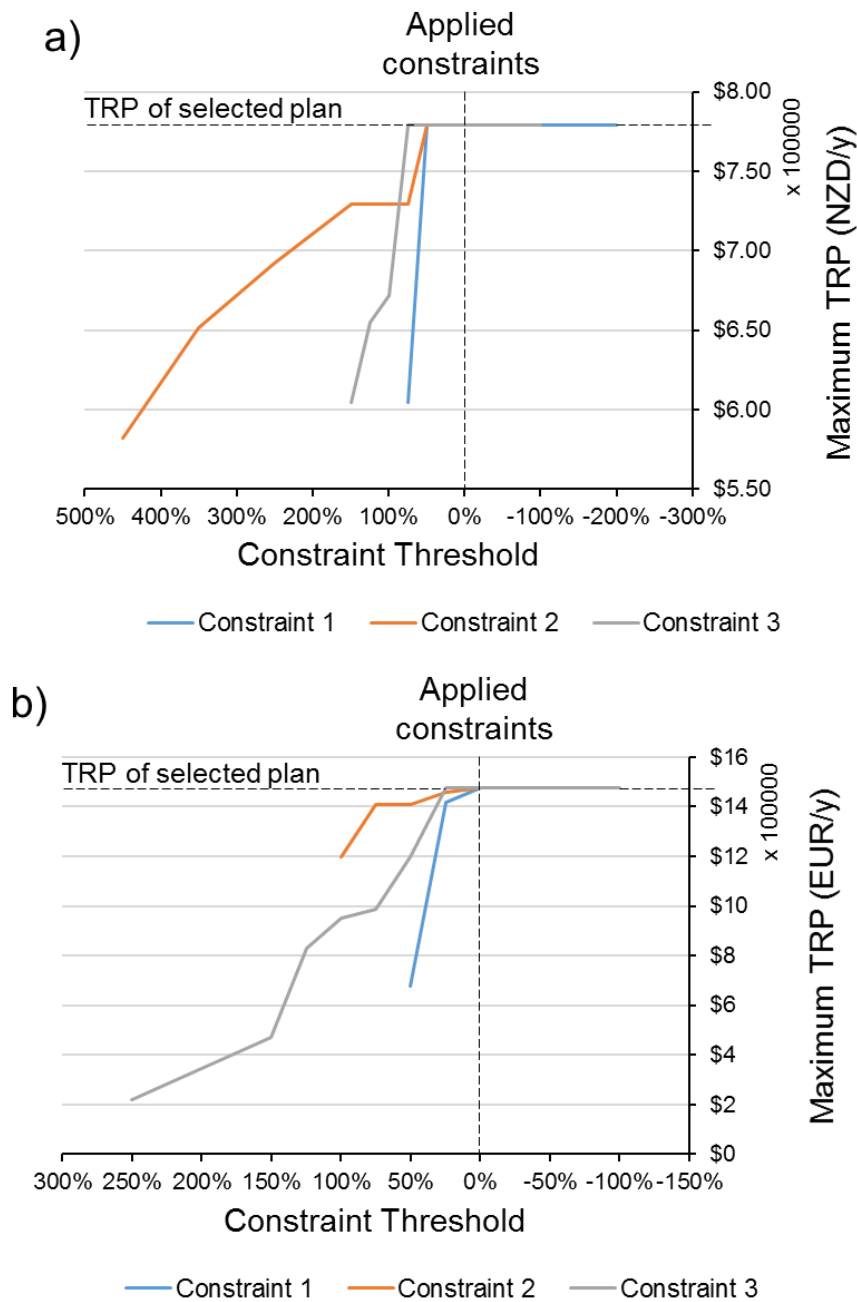 a)
Applied
constraints
TRP of selected plan
$8.00
$7.50
$7.00
$6.50
$6.00
$5.50
x 100000
Maximum TRP (NZD/y)
500% 400% 300% 200% 100% 0% -100% -200% -300%
Constraint Threshold
Constraint 1 Constraint 2 Constraint 3
b)
Applied
constraints
TRP of selected plan
$16
$14
$12
$10
$8
$6
$4
$2
$0
x 100000
Maximum TRP (EUR/y)
300% 250% 200% 150% 100% 50% 0% -50% -100% -150%
Constraint Threshold
Constraint 1 Constraint 2 Constraint 3